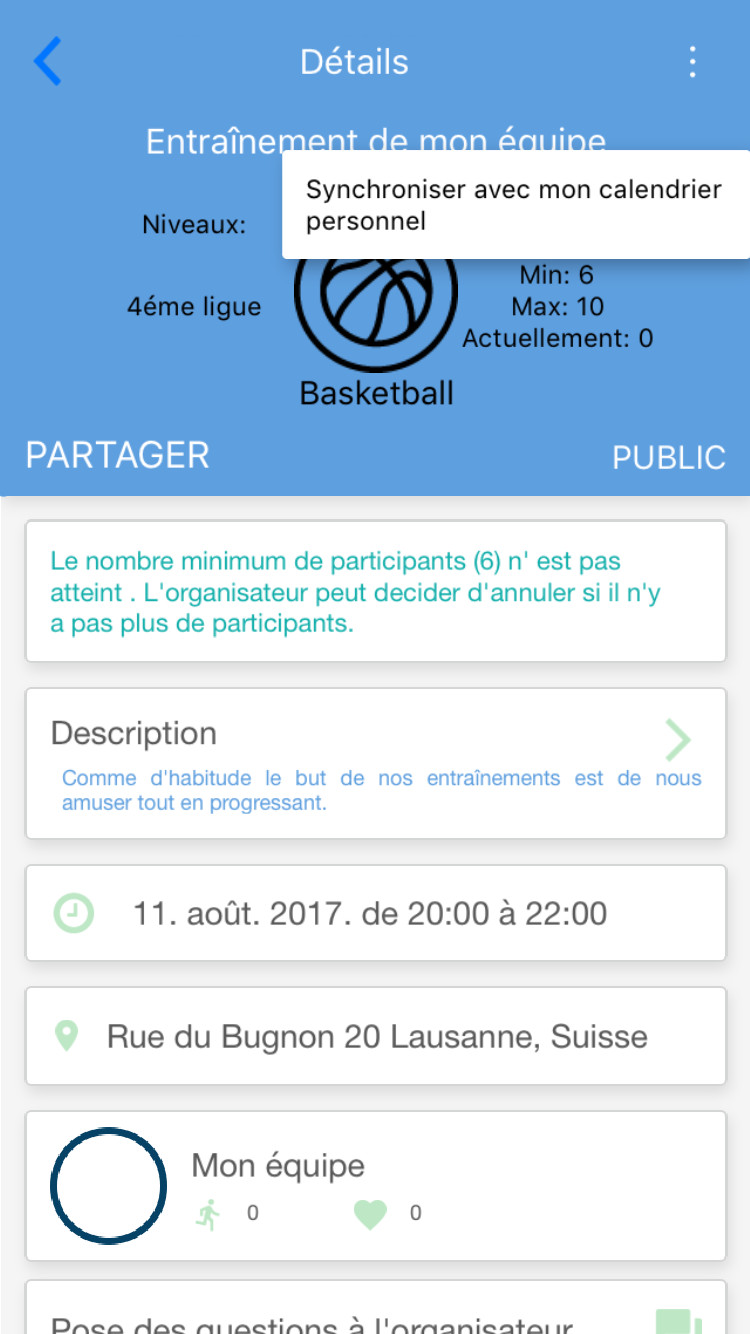 Détails
Entraînement de mon équipe
Synchroniser avec mon calendrier
personnel
Niveaux:
4éme ligue
Min: 6
Max: 10
Actuellement: 0
Basketball
PARTAGER
PUBLIC
Le nombre minimum de participants (6) n' est pas
atteint . L'organisateur peut decider d'annuler si il n'y
a pas plus de participants.
Description
Comme d'habitude le but de nos entraînements est de nous
amuser tout en progressant.
11. août. 2017. de 20:00 à 22:00
Rue du Bugnon 20 Lausanne, Suisse
Mon équipe
0
0
Pose des questions à l'organisateur